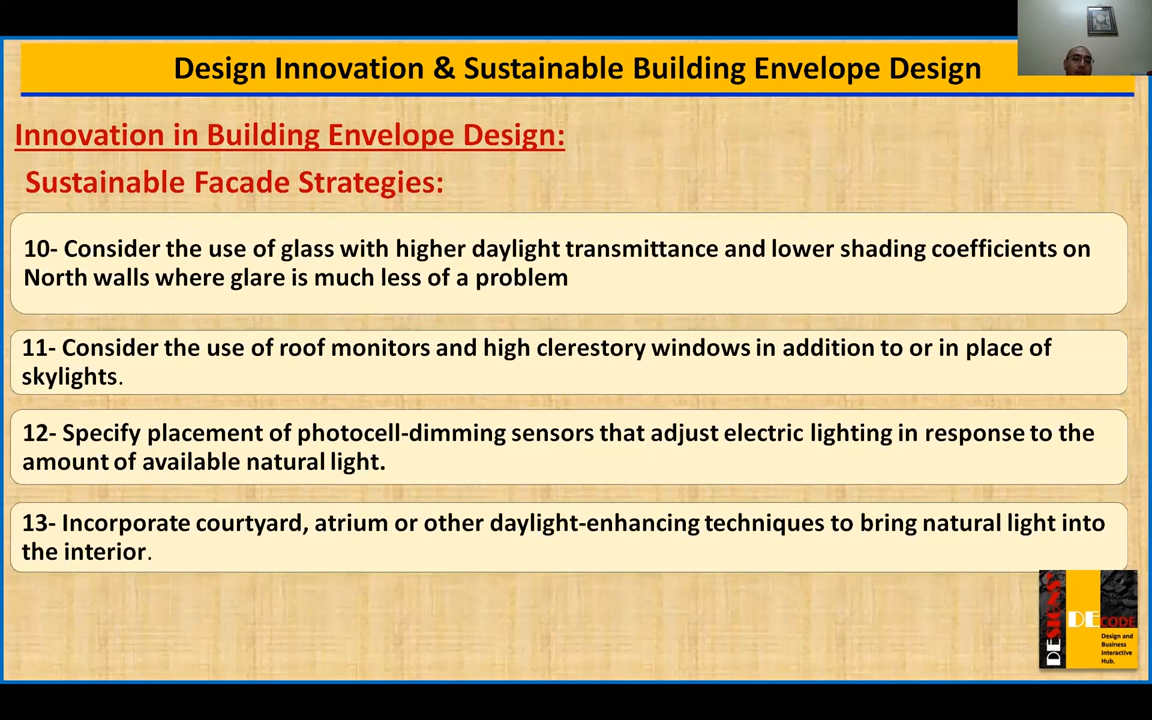 Design Innovation & Sustainable Building Envelope Design
Innovation in Building Envelope Design:
Sustainable Facade Strategies:
10- Consider the use of glass with higher daylight transmittance and lower shading coefficients on
North walls where glare is much less of a problem
11- Consider the use of roof monitors and high clerestory windows in addition to or in place of
skylights.
12- Specify placement of photocell-dimming sensors that adjust electric lighting in response to the
amount of available natural light.
13- Incorporate courtyard, atrium or other daylight-enhancing techniques to bring natural light into
the interior.
DESIGNS
DECODE
Design and
Business
Interactive
Hub.